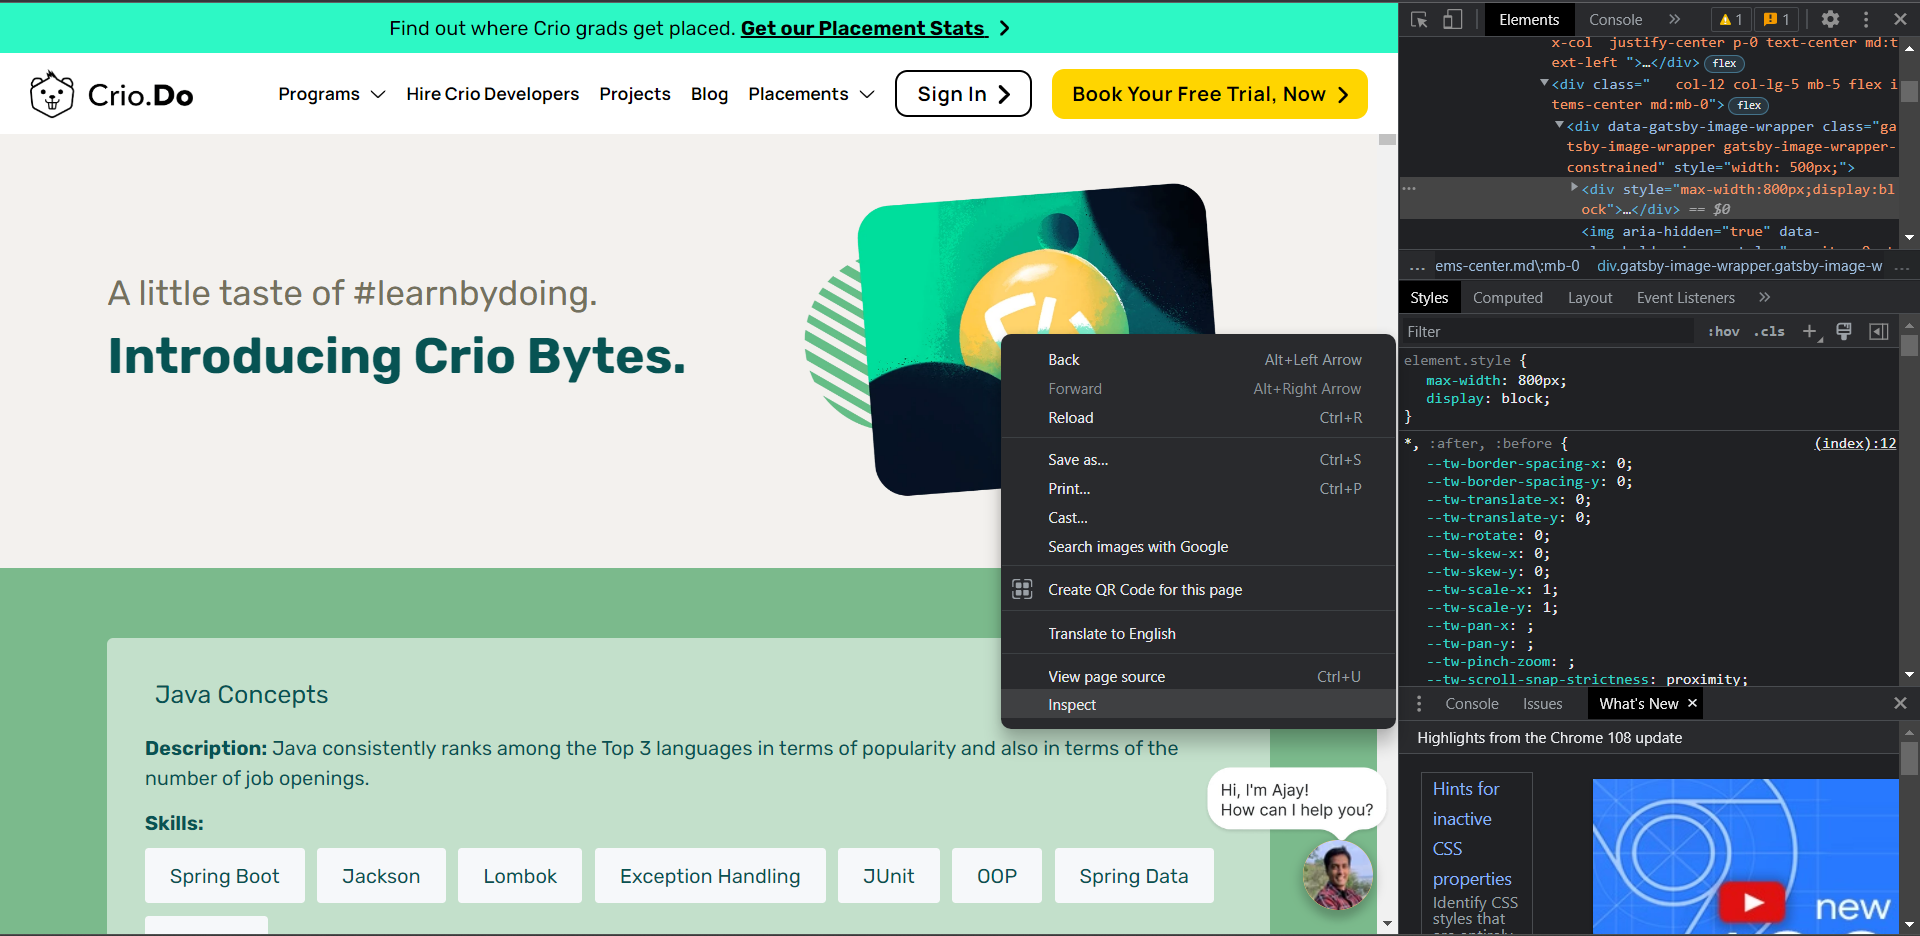 Find out where Crio grads get placed. Get our Placement Stats
Crio.Do
Programs
Hire Crio Developers
Projects
Blog
Placements
Sign In
Book Your Free Trial, Now
A little taste of #learnbydoing.
Introducing Crio Bytes.
Back Alt+Left Arrow
Forward Alt+Right Arrow
Reload Ctrl+R
Save as... Ctrl+S
Print... Ctrl+P
Cast...
Search images with Google
Create QR Code for this page
Translate to English
View page source Ctrl+U
Inspect
Java Concepts
Description: Java consistently ranks among the Top 3 languages in terms of popularity and also in terms of the
number of job openings.
Skills:
Spring Boot
Jackson
Lombok
Exception Handling
JUnit
OOP
Spring Data
Hi, I'm Ajay!
How can I help you?
Elements
Console
»
1
1
x-col justify-center p-0 text-center md:t
ext-left ">…</div> flex
<div class=" col-12 col-lg-5 mb-5 flex i
tems-center md:mb-0"> flex
<div data-gatsby-image-wrapper class="ga
tsby-image-wrapper gatsby-image-wrapper-
constrained" style="width: 500px;">
<div style="max-width:800px;display:bl
ock">…</div> == $0
<img aria-hidden="true" data-
... ems-center.md\:mb-0 div.gatsby-image-wrapper.gatsby-image-w ...
Styles
Computed
Layout
Event Listeners
»
Filter
:hov
.cls
element.style {
max-width: 800px;
display: block;
}
*, :after, :before { (index):12
--tw-border-spacing-x: 0;
--tw-border-spacing-y: 0;
--tw-translate-x: 0;
--tw-translate-y: 0;
--tw-rotate: 0;
--tw-skew-x: 0;
--tw-skew-y: 0;
--tw-scale-x: 1;
--tw-scale-y: 1;
--tw-pan-x: ;
--tw-pan-y: ;
--tw-pinch-zoom: ;
--tw-scroll-snap-strictness: proximity;
Console
Issues
What's New
Highlights from the Chrome 108 update
Hints for
inactive
CSS
properties
Identify CSS
styles that
new